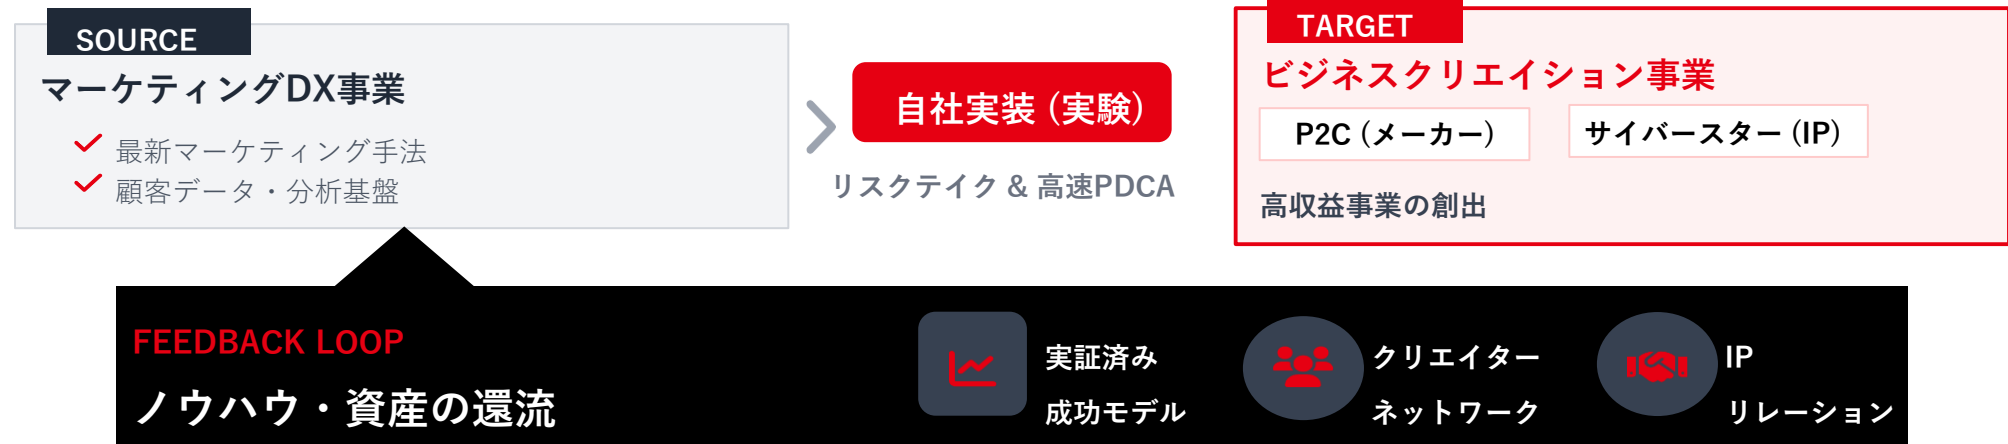 SOURCE
マーケティングDX事業
最新マーケティング手法
顧客データ・分析基盤
自社実装 (実験)
リスクテイク & 高速PDCA
TARGET
ビジネスクリエイション事業
P2C (メーカー)
サイバースター (IP)
高収益事業の創出
FEEDBACK LOOP
ノウハウ・資産の還流
実証済み
成功モデル
クリエイター
ネットワーク
IP
リレーション